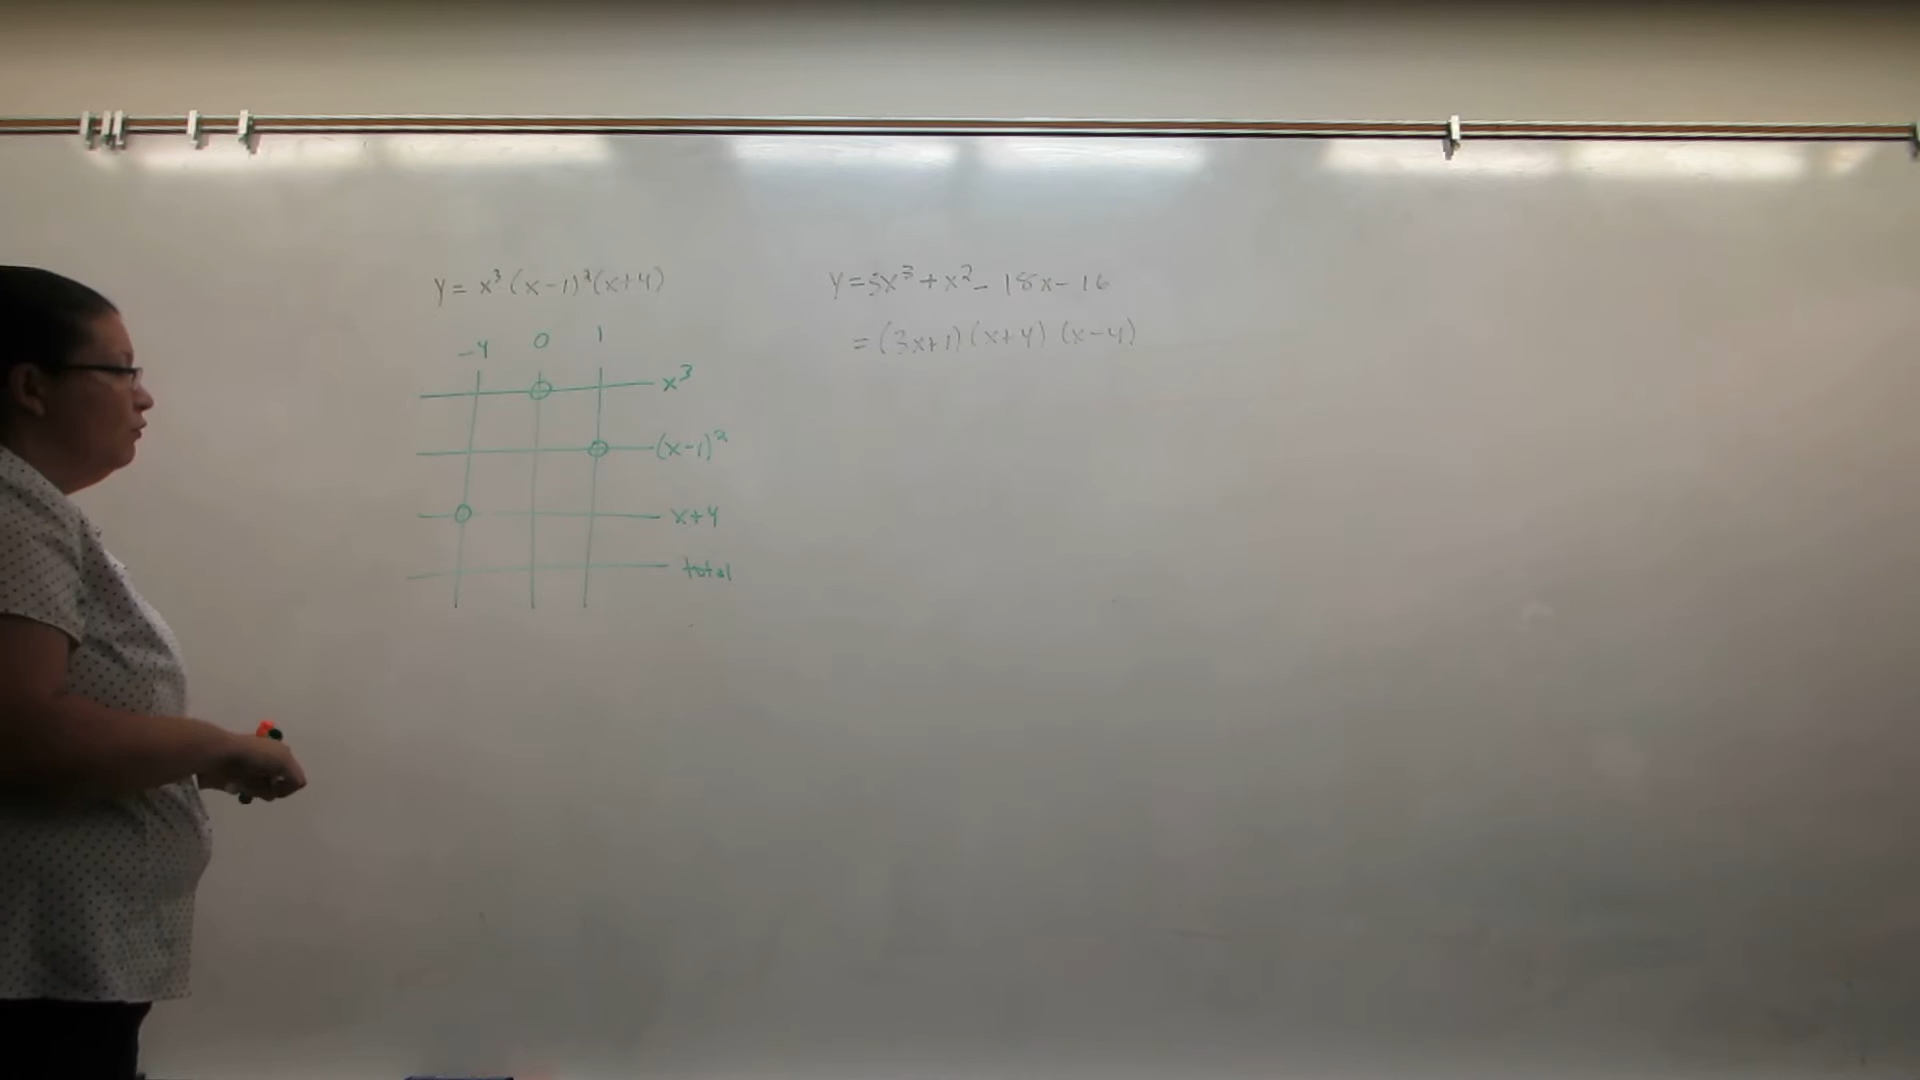 y = x³(x-1)²(x+4)
-4 0 1
x³
(x-1)²
x+4
total
y=3x³+x²-18x-16
=(3x+1)(x+4)(x-4)